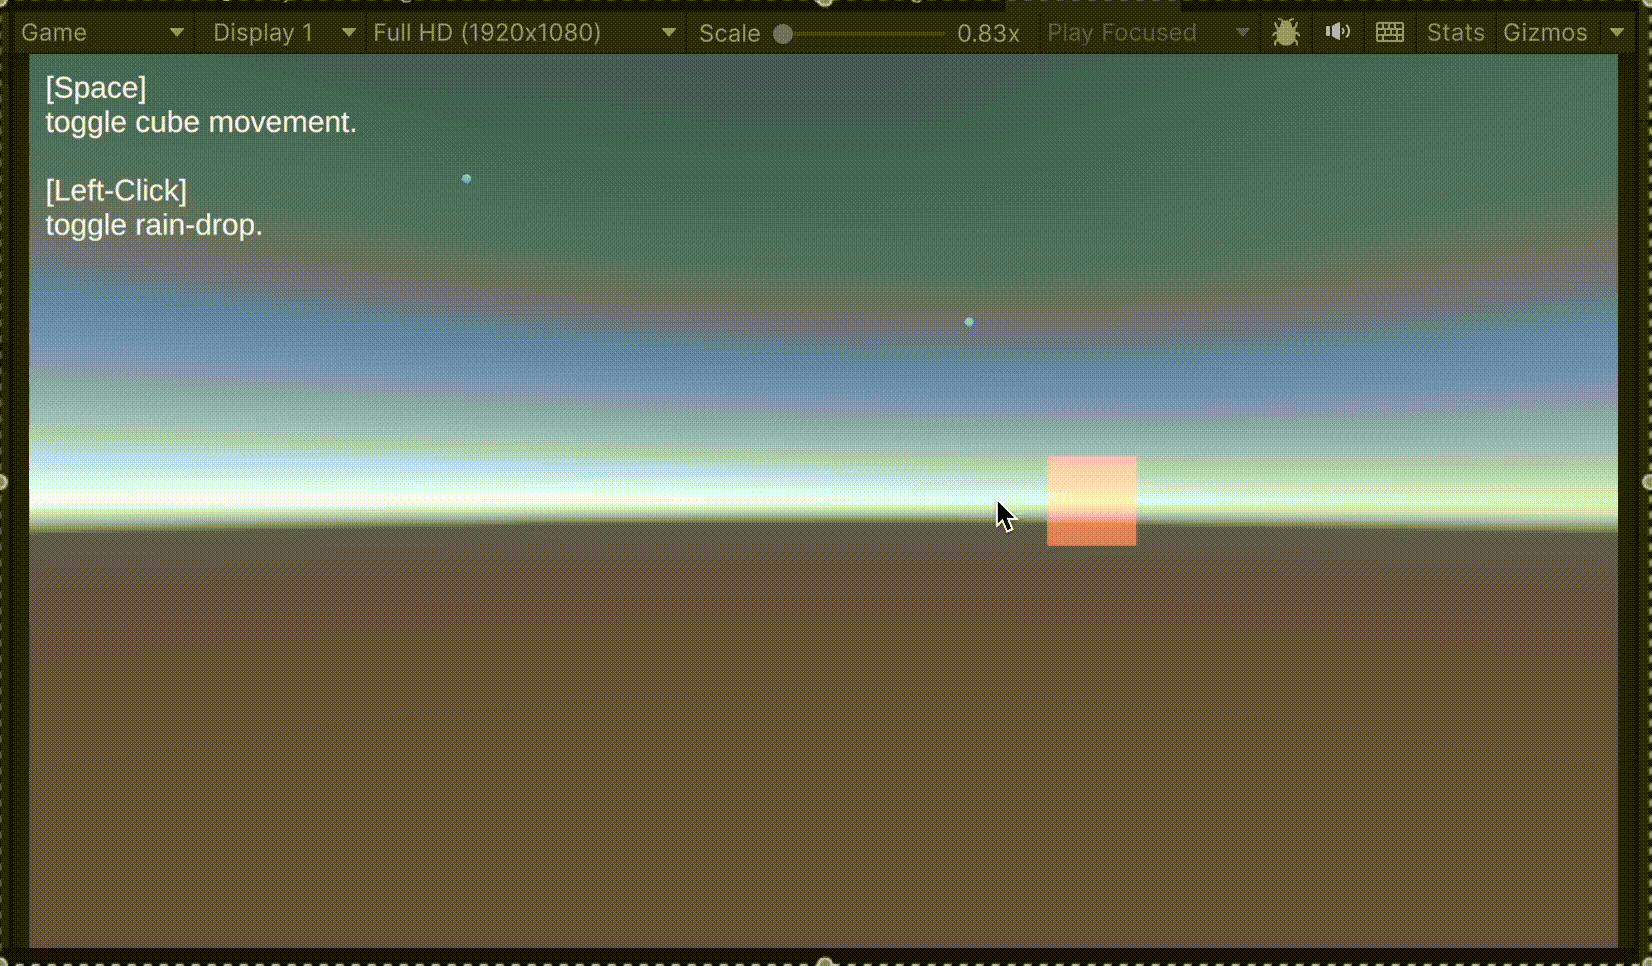 Game Display 1 Full HD (1920x1080) Scale 0.83x Play Focused Stats Gizmos
[Space]
toggle cube movement.
[Left-Click]
toggle rain-drop.